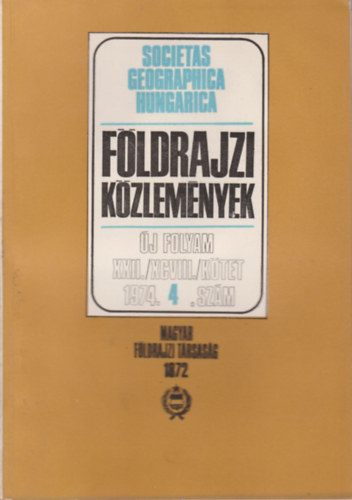 SOCIETAS
GEOGRAPHICA
HUNGARICA
FÖLDRAJZI
KÖZLEMÉNYEK
ÚJ FOLYAM
XXII./XCVIII./KÖTET
1974. 4 .SZÁM
MAGYAR
FÖLDRAJZI TÁRSASÁG
1872